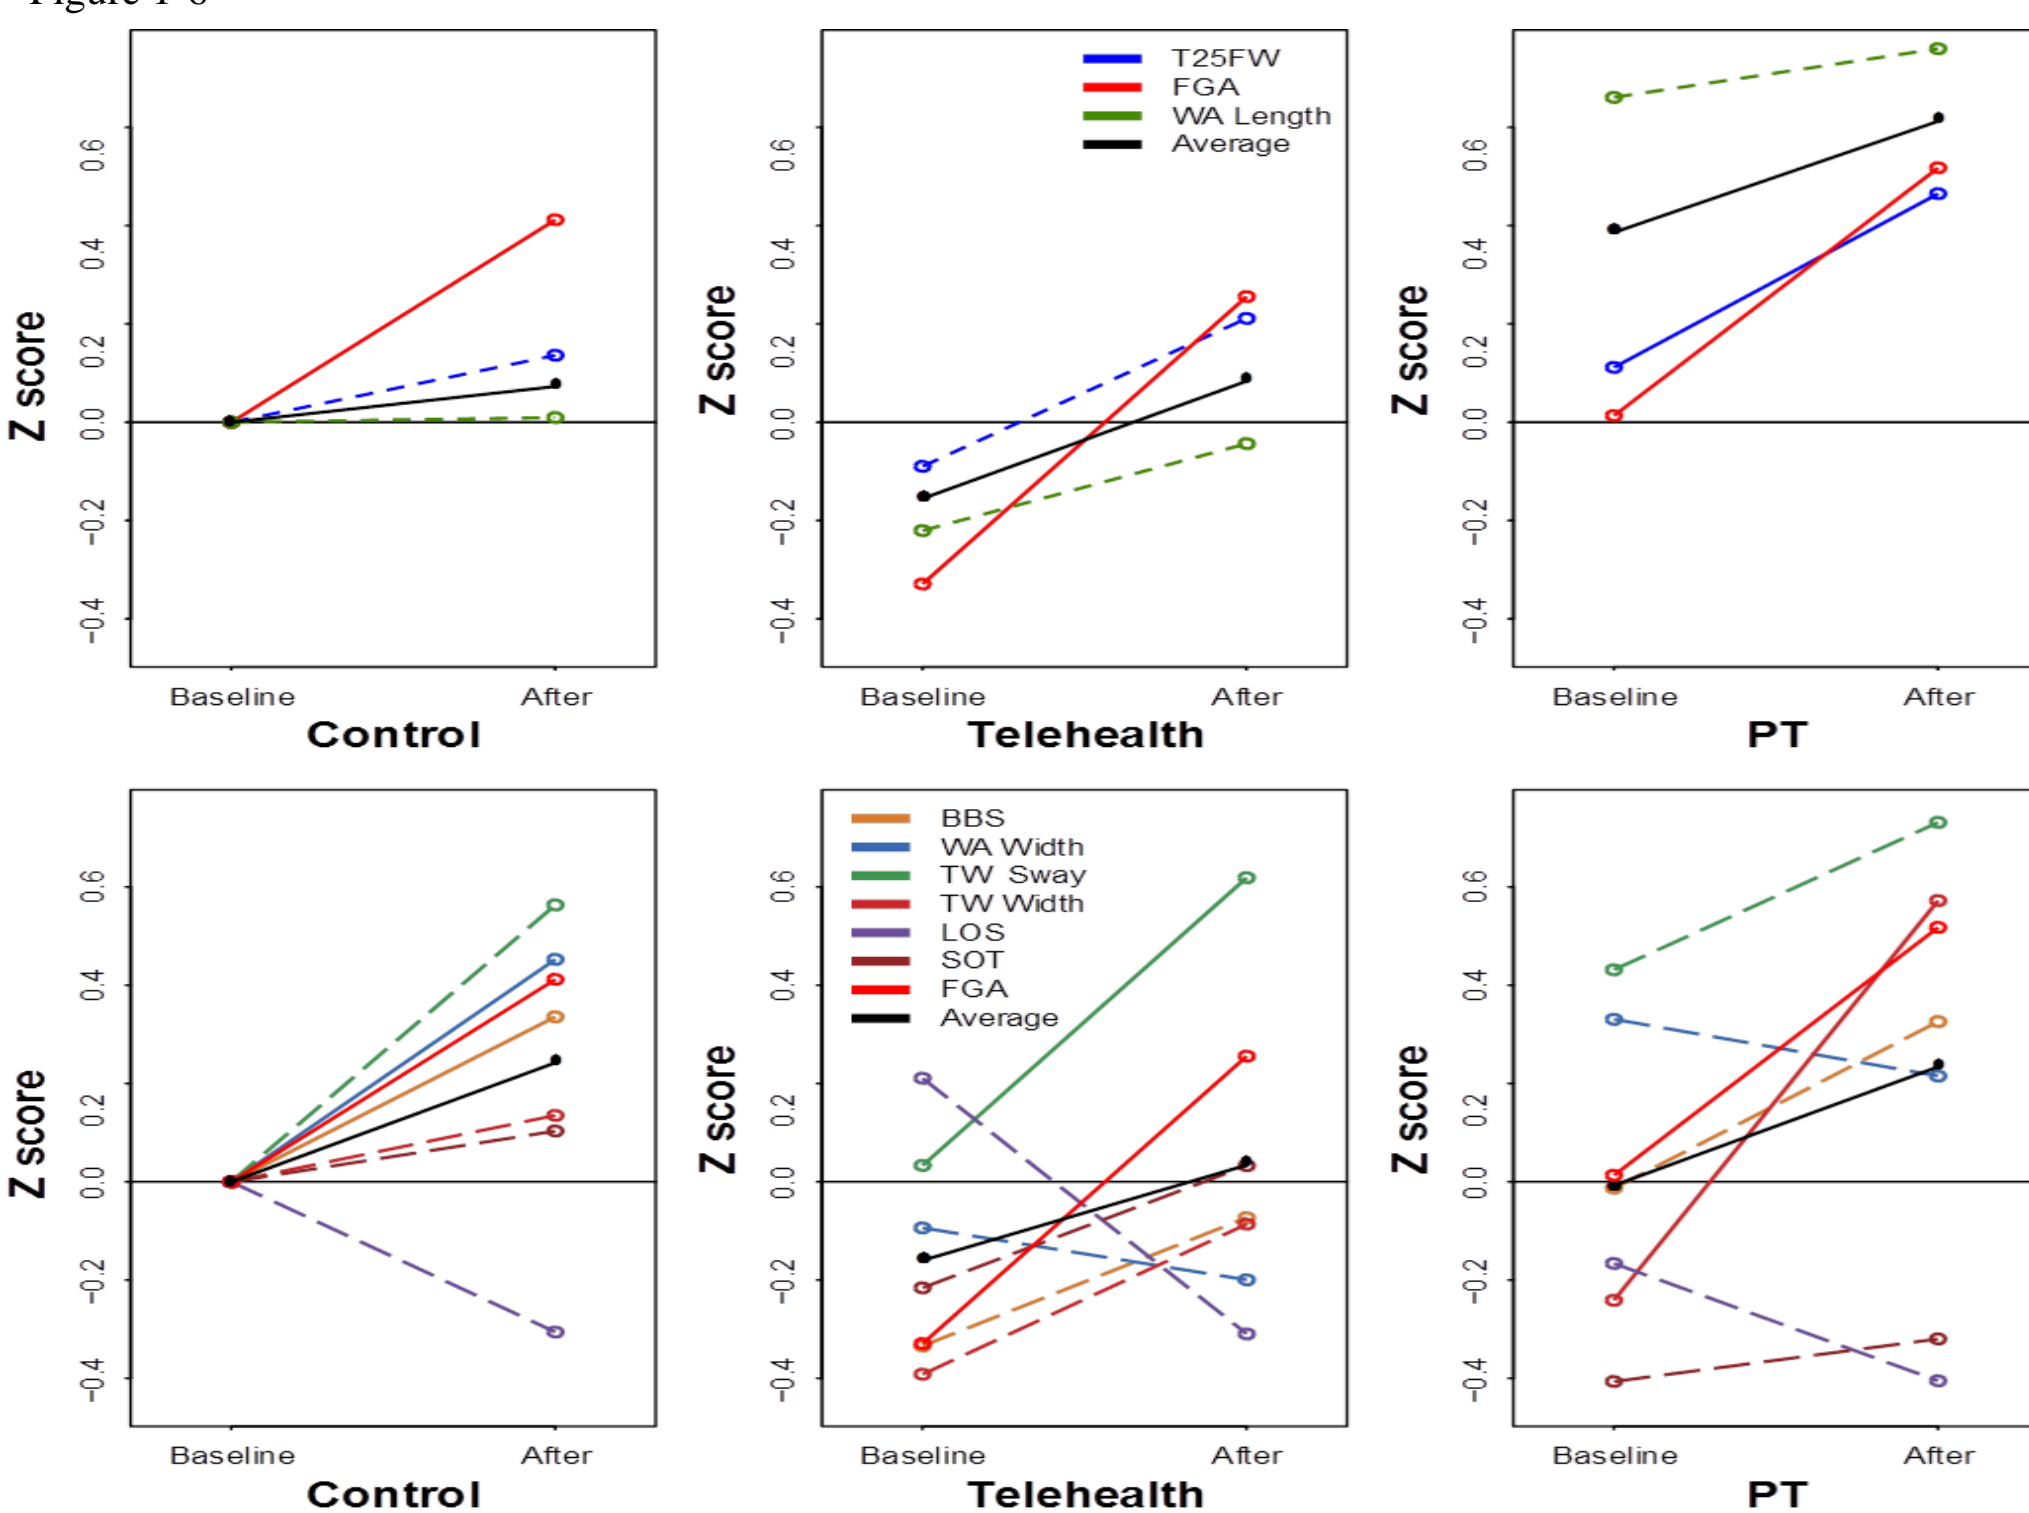 Z score
0.6
0.4
0.2
0.0
−0.2
−0.4
Baseline After
Control
Z score
0.6
0.4
0.2
0.0
−0.2
−0.4
T25FW
FGA
WA Length
Average
Baseline After
Telehealth
Z score
0.6
0.4
0.2
0.0
−0.2
−0.4
Baseline After
PT
Z score
0.6
0.4
0.2
0.0
−0.2
−0.4
Baseline After
Control
Z score
0.6
0.4
0.2
0.0
−0.2
−0.4
BBS
WA Width
TW Sway
TW Width
LOS
SOT
FGA
Average
Baseline After
Telehealth
Z score
0.6
0.4
0.2
0.0
−0.2
−0.4
Baseline After
PT